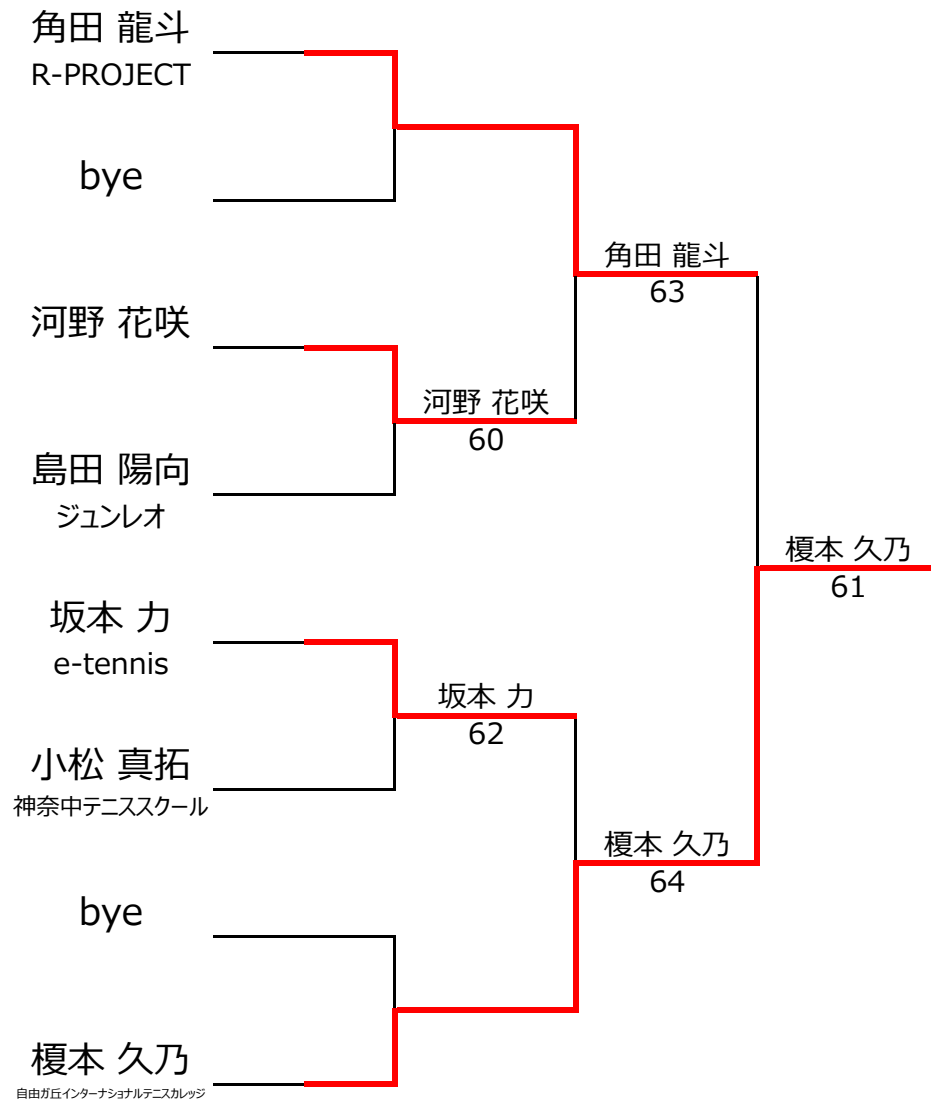 角田 龍斗
R-PROJECT
bye
河野 花咲
島田 陽向
ジュンレオ
坂本 力
e-tennis
小松 真拓
神奈中テニススクール
bye
榎本 久乃
自由ガ丘インターナショナルテニスカレッジ
河野 花咲
60
坂本 力
62
角田 龍斗
63
榎本 久乃
64
榎本 久乃
61